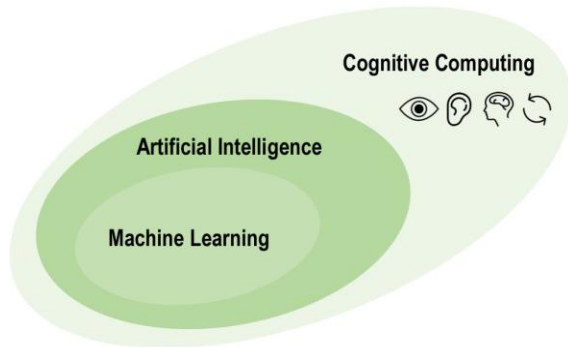 Cognitive Computing
Artificial Intelligence
Machine Learning